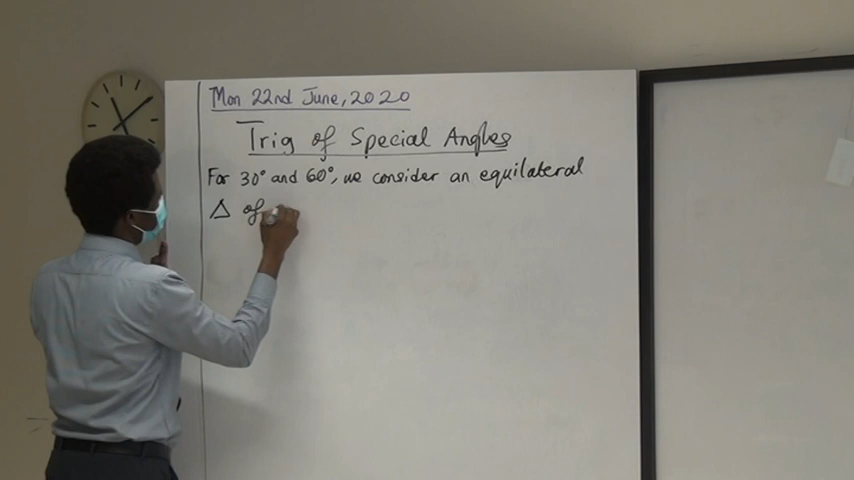 Mon 22nd June, 2020
Trig of Special Angles
For 30° and 60°, we consider an equilateral
Δ of